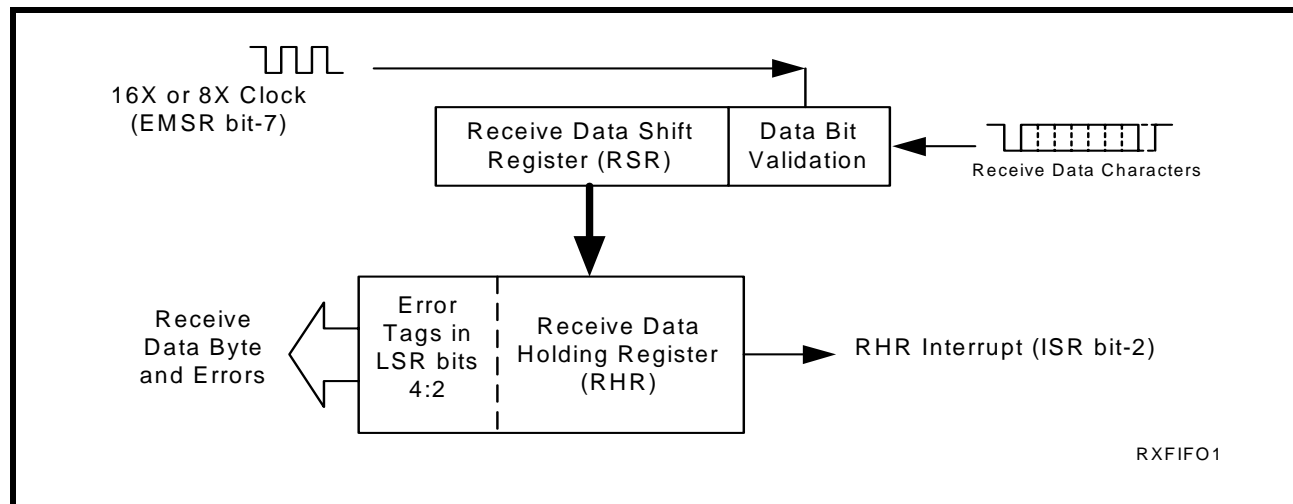 16X or 8X Clock
(EMSR bit-7)
Receive Data Shift
Register (RSR)
Data Bit
Validation
Receive Data Characters
Receive
Data Byte
and Errors
Error
Tags in
LSR bits
4:2
Receive Data
Holding Register
(RHR)
RHR Interrupt (ISR bit-2)
RXFIFO1